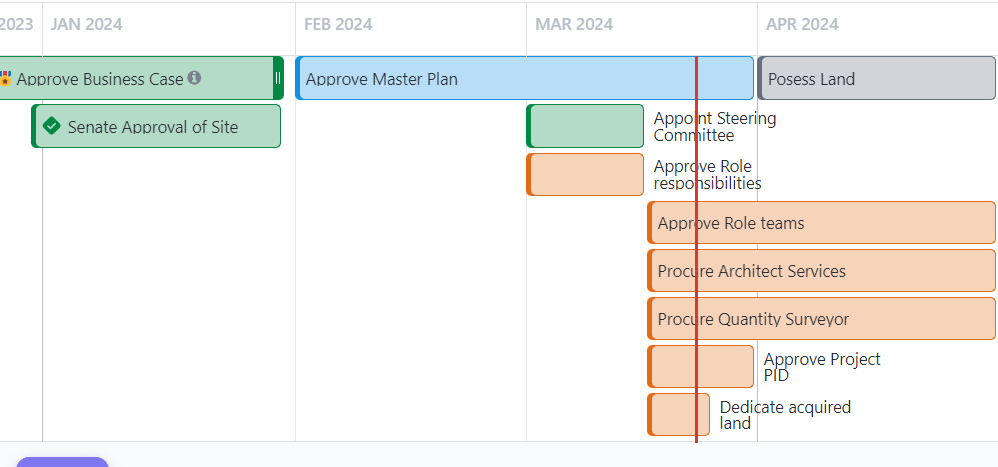 2023 JAN 2024 FEB 2024 MAR 2024 APR 2024
Approve Business Case Approve Master Plan Posess Land
Senate Approval of Site
Appoint Steering
Committee
Approve Role
responsibilities
Approve Role teams
Procure Architect Services
Procure Quantity Surveyor
Approve Project
PID
Dedicate acquired
land